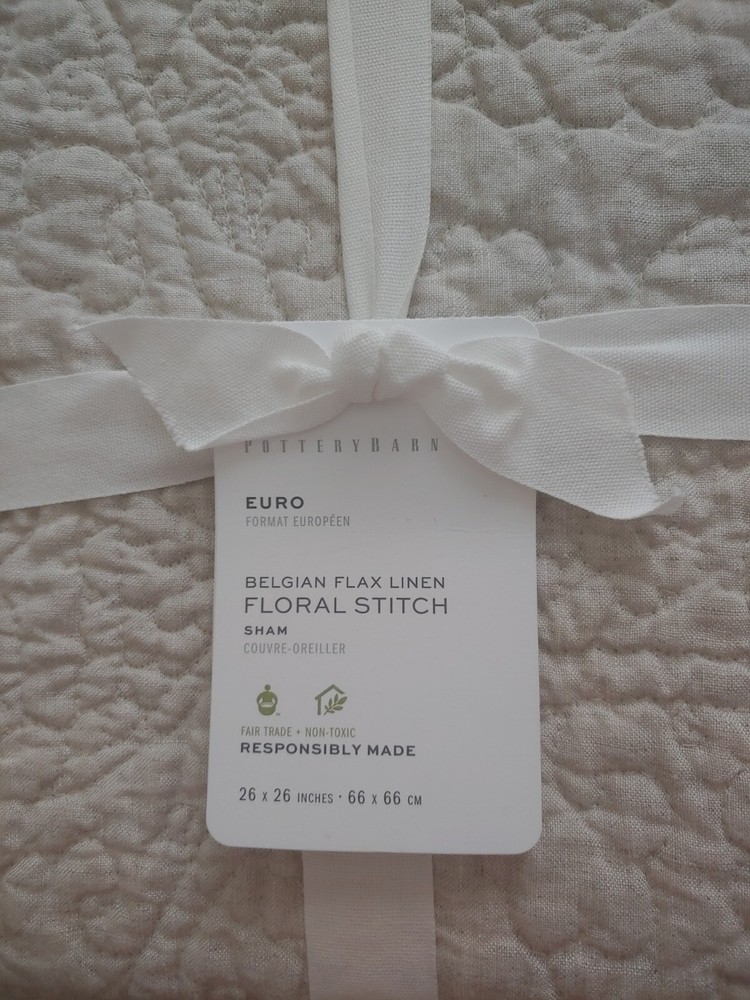 POTTERYBARN
EURO
FORMAT EUROPÉEN
BELGIAN FLAX LINEN
FLORAL STITCH
SHAM
COUVRE-OREILLER
FAIR TRADE + NON-TOXIC
RESPONSIBLY MADE
26 x 26 INCHES · 66 x 66 CM